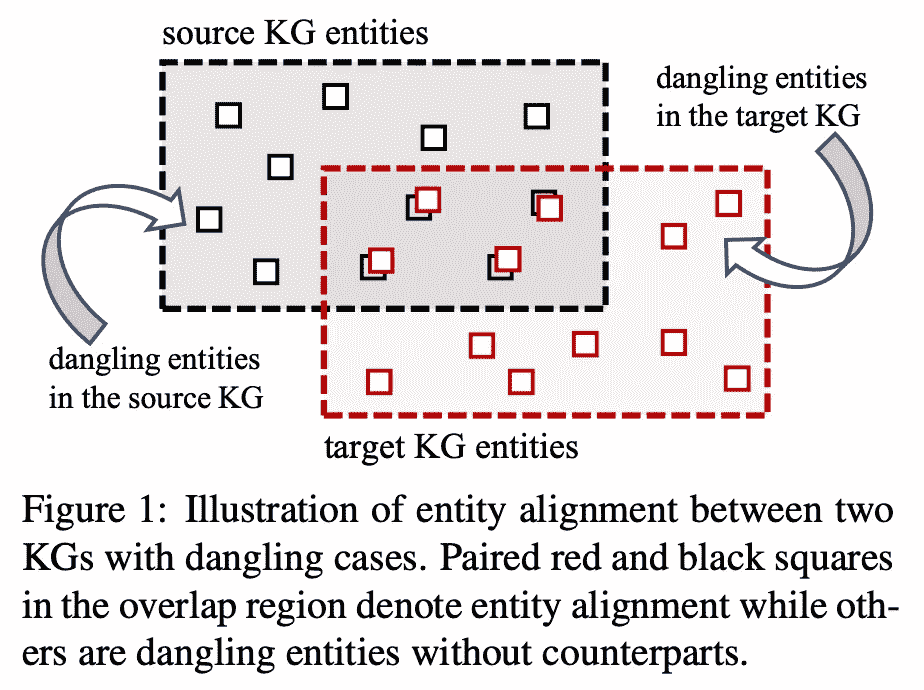 source KG entities
dangling entities
in the target KG
dangling entities
in the source KG
target KG entities
Figure 1: Illustration of entity alignment between two
KGs with dangling cases. Paired red and black squares
in the overlap region denote entity alignment while oth-
ers are dangling entities without counterparts.